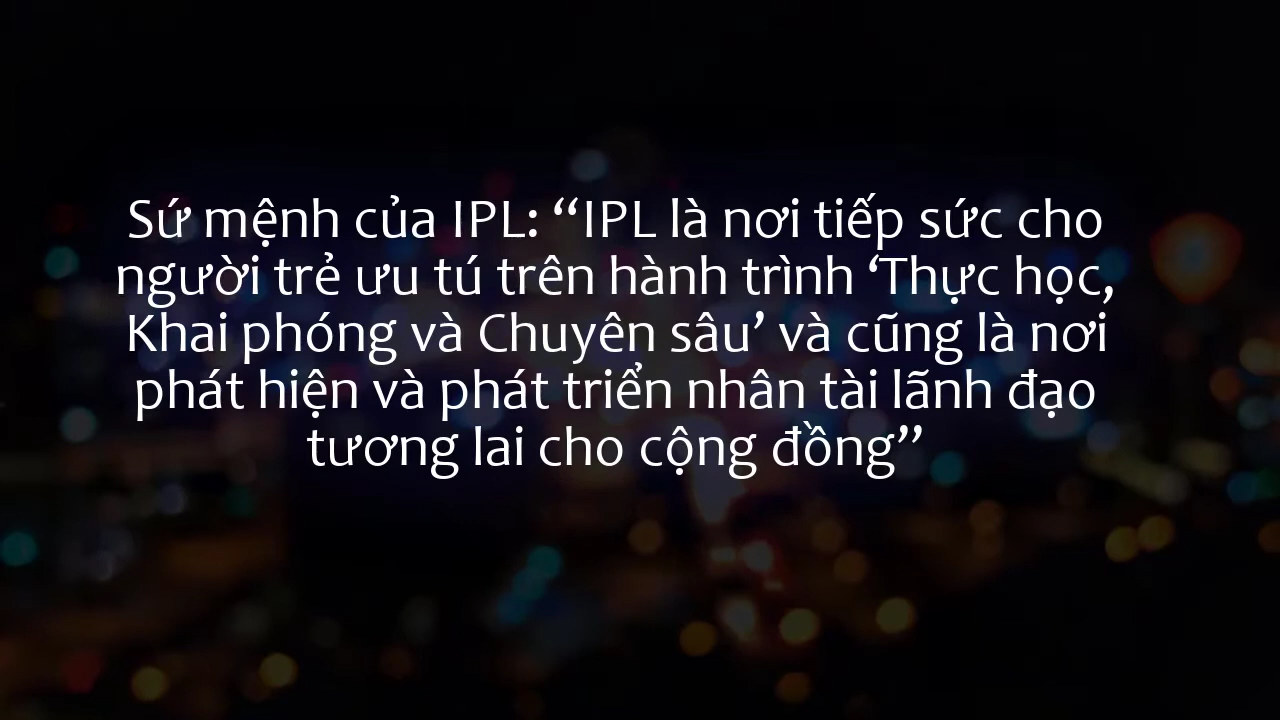 Sứ mệnh của IPL: “IPL là nơi tiếp sức cho
người trẻ ưu tú trên hành trình ‘Thực học,
Khai phóng và Chuyên sâu’ và cũng là nơi
phát hiện và phát triển nhân tài lãnh đạo
tương lai cho cộng đồng”